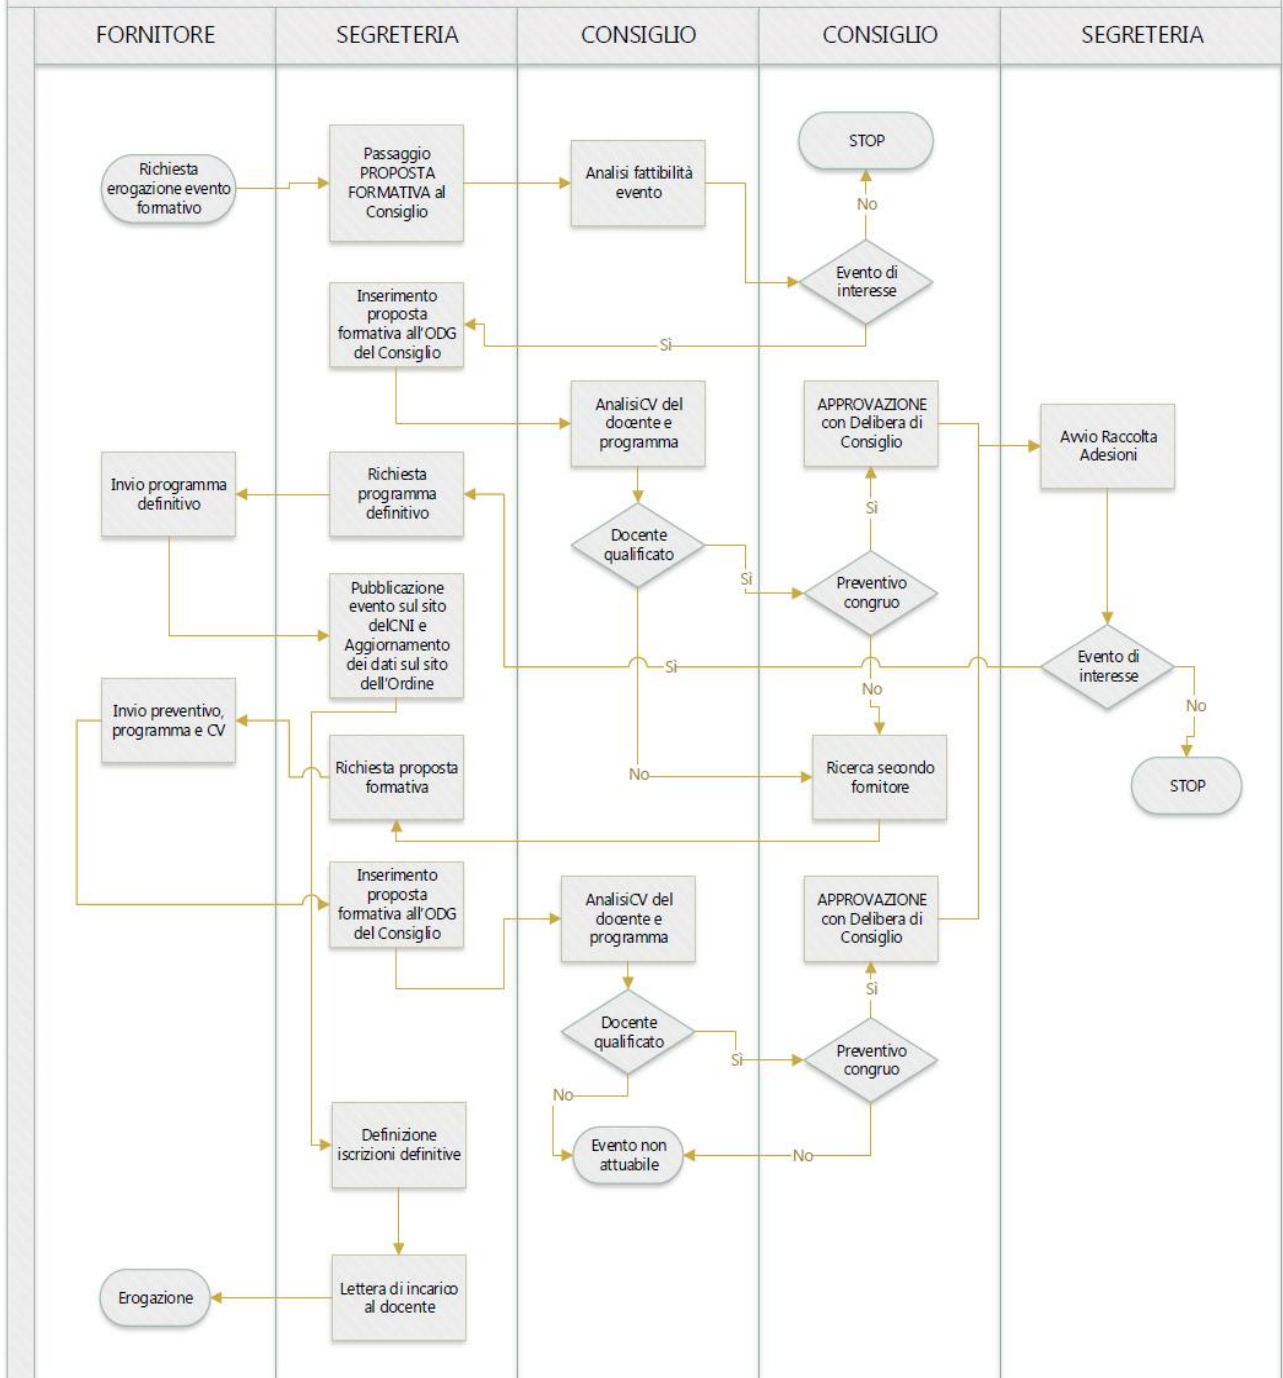 FORNITORE
SEGRETERIA
CONSIGLIO
CONSIGLIO
SEGRETERIA
Richiesta
erogazione evento
formativo
Passaggio
PROPOSTA
FORMATIVA al
Consiglio
Analisi fattibilità
evento
STOP
No
Evento di
interesse
Sì
Inserimento
proposta
formativa all'ODG
del Consiglio
AnalisiCV del
docente e
programma
APPROVAZIONE
con Delibera di
Consiglio
Avvio Raccolta
Adesioni
Invio programma
definitivo
Richiesta
programma
definitivo
Sì
Docente
qualificato
Sì
Preventivo
congruo
Pubblicazione
evento sul sito
delCNI e
Aggiornamento
dei dati sul sito
dell'Ordine
Sì
Evento di
interesse
No
No
STOP
Invio preventivo,
programma e CV
Richiesta proposta
formativa
No
Ricerca secondo
fornitore
Inserimento
proposta
formativa all'ODG
del Consiglio
AnalisiCV del
docente e
programma
APPROVAZIONE
con Delibera di
Consiglio
Sì
Docente
qualificato
Sì
Preventivo
congruo
No
Evento non
attuabile
No
Definizione
iscrizioni definitive
Lettera di incarico
al docente
Erogazione